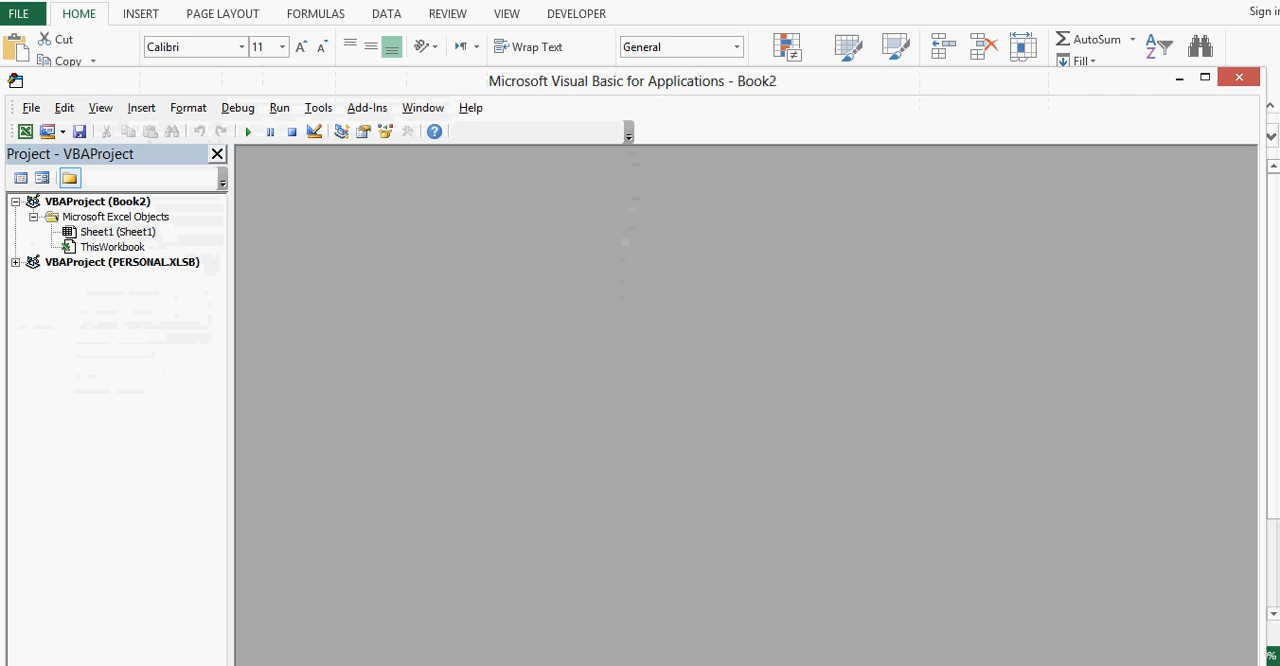 FILE HOME INSERT PAGE LAYOUT FORMULAS DATA REVIEW VIEW DEVELOPER Sign in
Cut Calibri 11 Wrap Text General AutoSum
Copy Fill
Microsoft Visual Basic for Applications - Book2
File Edit View Insert Format Debug Run Tools Add-Ins Window Help
Project - VBAProject
VBAProject (Book2)
Microsoft Excel Objects
Sheet1 (Sheet1)
ThisWorkbook
VBAProject (PERSONAL.XLSB)
%